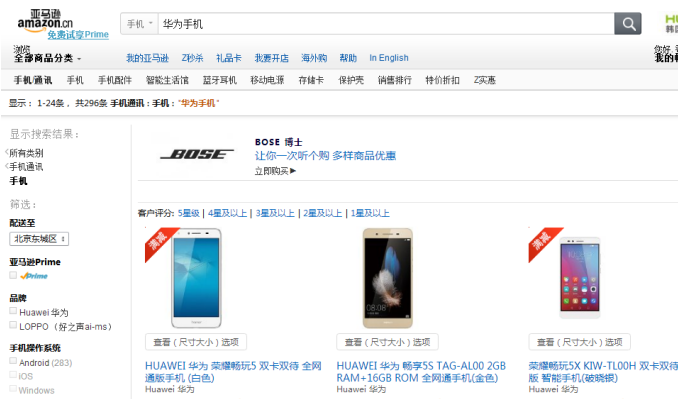 亚马逊
amazon.cn
免费试享Prime
手机
华为手机
浏览
全部商品分类
我的亚马逊 Z秒杀 礼品卡 我要开店 海外购 帮助 In English
您好,
我的
手机/通讯 手机 手机配件 智能生活馆 蓝牙耳机 移动电源 存储卡 保护壳 销售排行 特价折扣 Z实惠
显示: 1-24条, 共296条 手机通讯 : 手机 : "华为手机"
显示搜索结果:
‹所有类别
‹手机通讯
手机
筛选:
配送至
北京东城区
亚马逊Prime
Prime
品牌
Huawei 华为
LOPPO (好之声ai-ms)
手机操作系统
Android (283)
iOS
Windows
BOSE
BOSE 博士
让你一次听个购 多样商品优惠
立即购买►
客户评分: 5星级 | 4星及以上 | 3星及以上 | 2星及以上 | 1星及以上
满减
满减
08:08
查看(尺寸大小)选项
查看(尺寸大小)选项
查看(尺寸大小)选项
HUAWEI 华为 荣耀畅玩5 双卡双待 全网
通版手机 (白色)
Huawei 华为
HUAWEI 华为 畅享5S TAG-AL00 2GB
RAM+16GB ROM 全网通手机(金色)
Huawei 华为
荣耀畅玩5X KIW-TL00H 双卡双待
版 智能手机(破晓银)
Huawei 华为